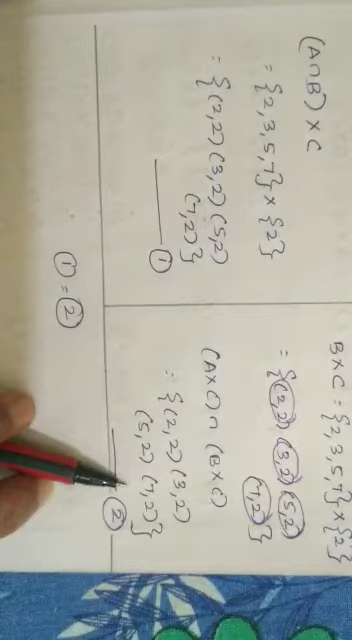 (A∩B) × C
= {2,3,5,7} × {2}
= {(2,2) (3,2) (5,2)
(7,2)}
①
B×C = {2,3,5,7} × {2}
= {(2,2) (3,2) (5,2)
(7,2)}
(A×C) ∩ (B×C)
= {(2,2) (3,2)
(5,2) (7,2)}
②
① = ②